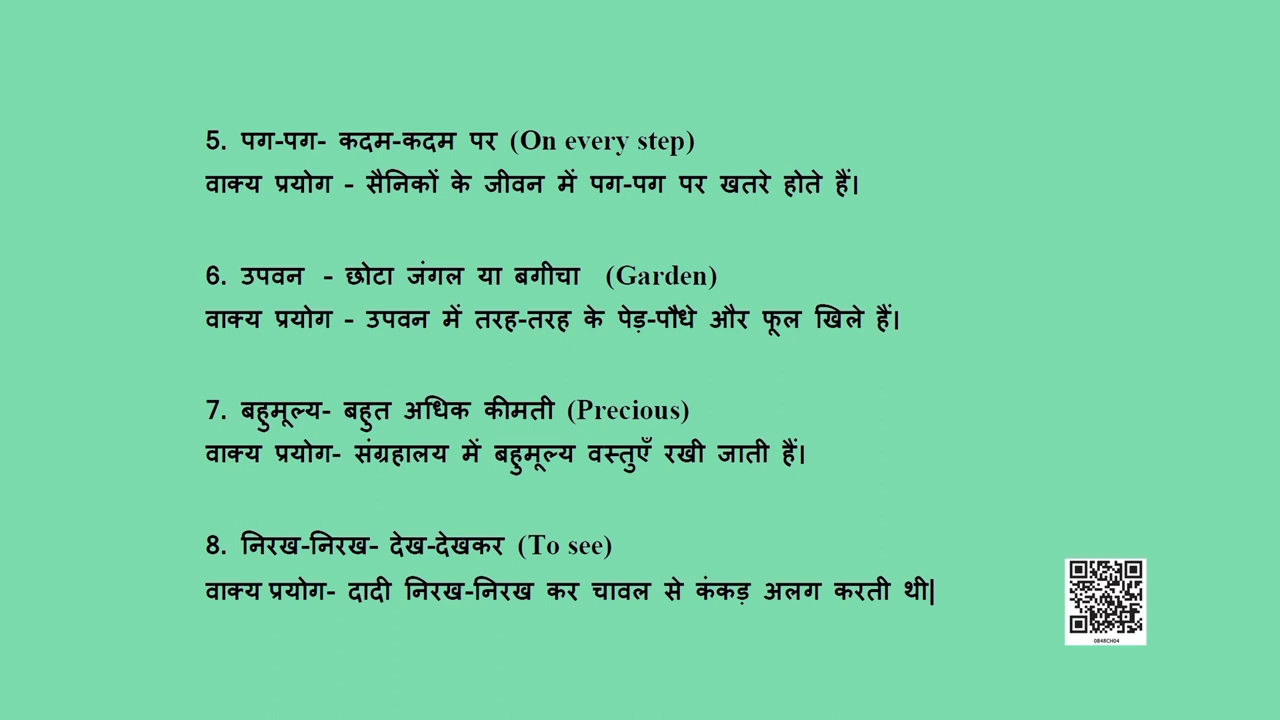 5. पग-पग- कदम-कदम पर (On every step)
वाक्य प्रयोग - सैनिकों के जीवन में पग-पग पर खतरे होते हैं।
6. उपवन - छोटा जंगल या बगीचा (Garden)
वाक्य प्रयोग - उपवन में तरह-तरह के पेड़-पौधे और फूल खिले हैं।
7. बहुमूल्य- बहुत अधिक कीमती (Precious)
वाक्य प्रयोग- संग्रहालय में बहुमूल्य वस्तुएँ रखी जाती हैं।
8. निरख-निरख- देख-देखकर (To see)
वाक्य प्रयोग- दादी निरख-निरख कर चावल से कंकड़ अलग करती थी|
0848CH04